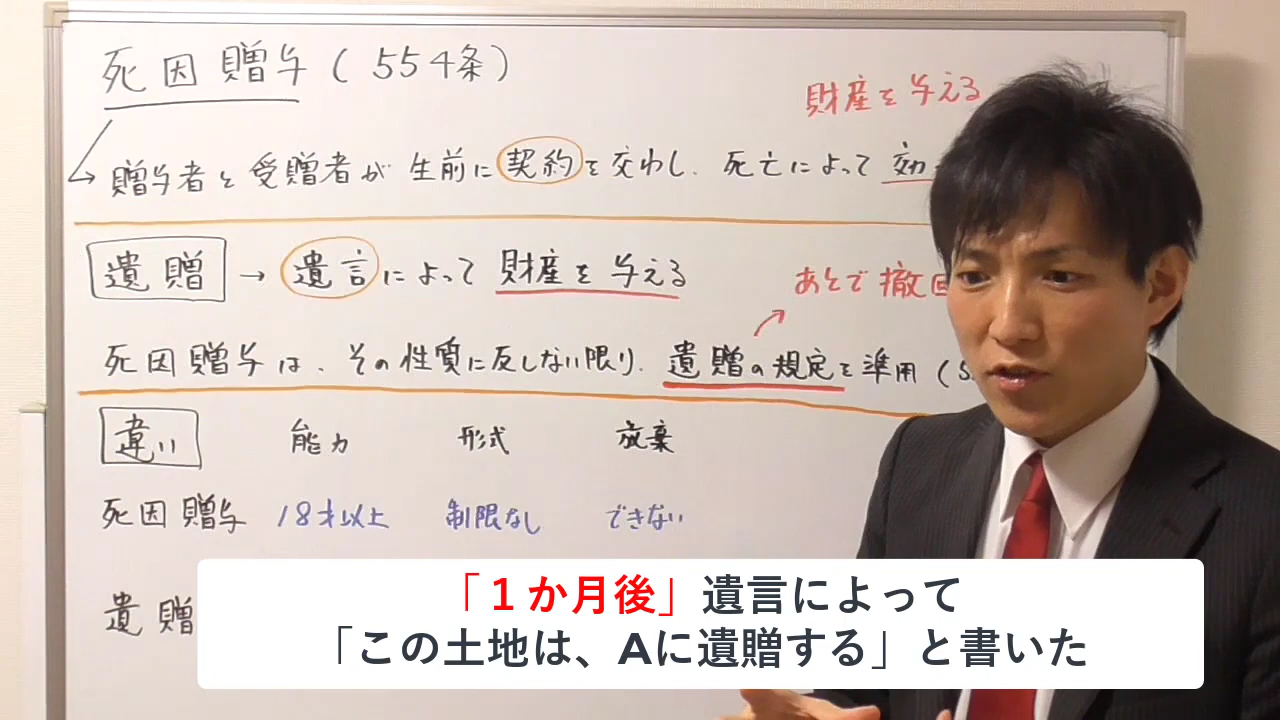 死因贈与(554条)
財産を与える
贈与者と受贈者が生前に契約を交わし、死亡によって効
遺贈 → 遺言によって財産を与える
あとで撤回
死因贈与は、その性質に反しない限り、遺贈の規定を準用(5
違い 能力 形式 放棄
死因贈与 18才以上 制限なし できない
遺贈
「１か月後」遺言によって
「この土地は、Aに遺贈する」と書いた